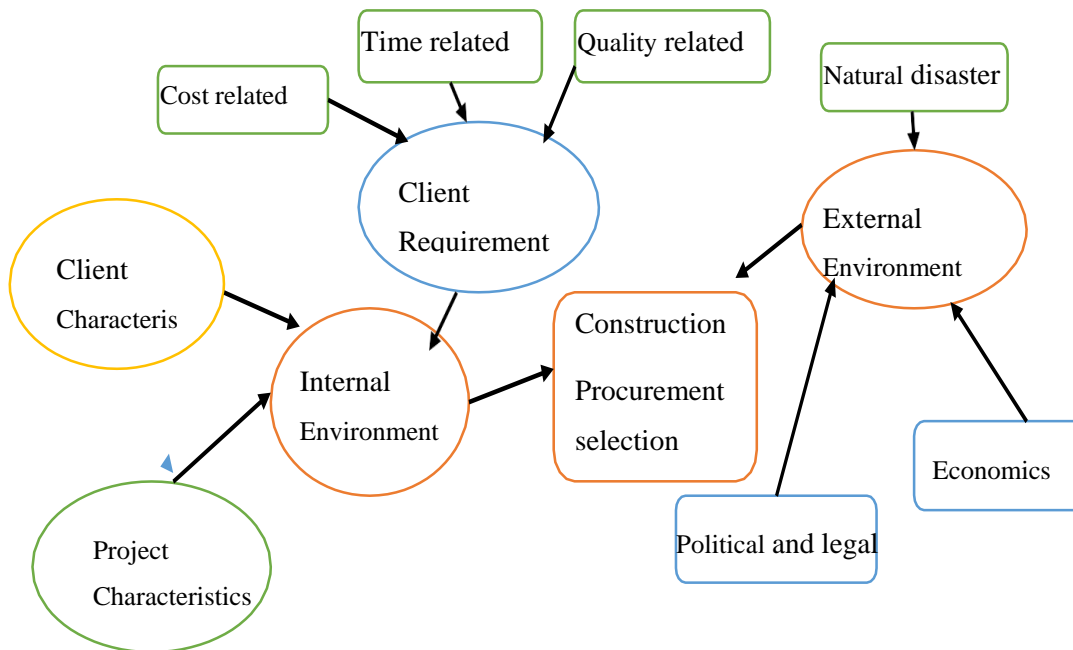 Time related
Quality related
Cost related
Natural disaster
Client
Requirement
External
Environment
Client
Characteris
Construction
Procurement
selection
Internal
Environment
Economics
Political and legal
Project
Characteristics